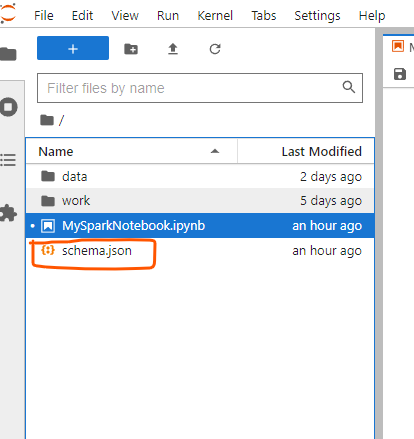 File Edit View Run Kernel Tabs Settings Help
+
Filter files by name
/
Name Last Modified
data 2 days ago
work 5 days ago
MySparkNotebook.ipynb an hour ago
schema.json an hour ago